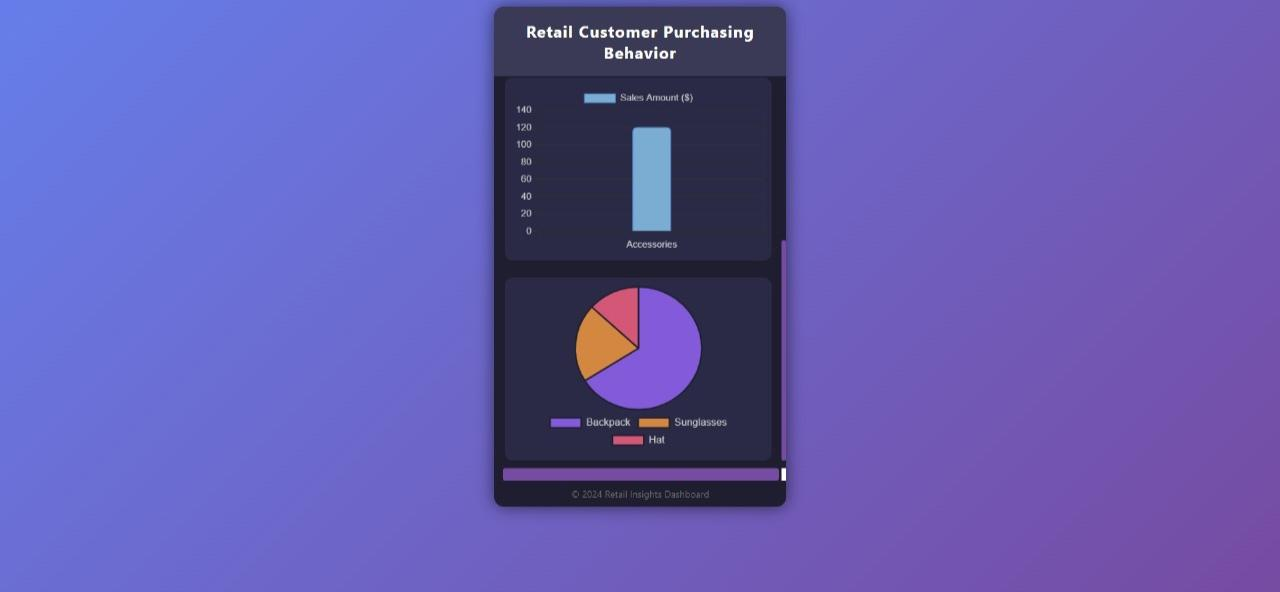 Retail Customer Purchasing
Behavior
Sales Amount ($)
140
120
100
80
60
40
20
0
Accessories
Backpack
Sunglasses
Hat
© 2024 Retail Insights Dashboard